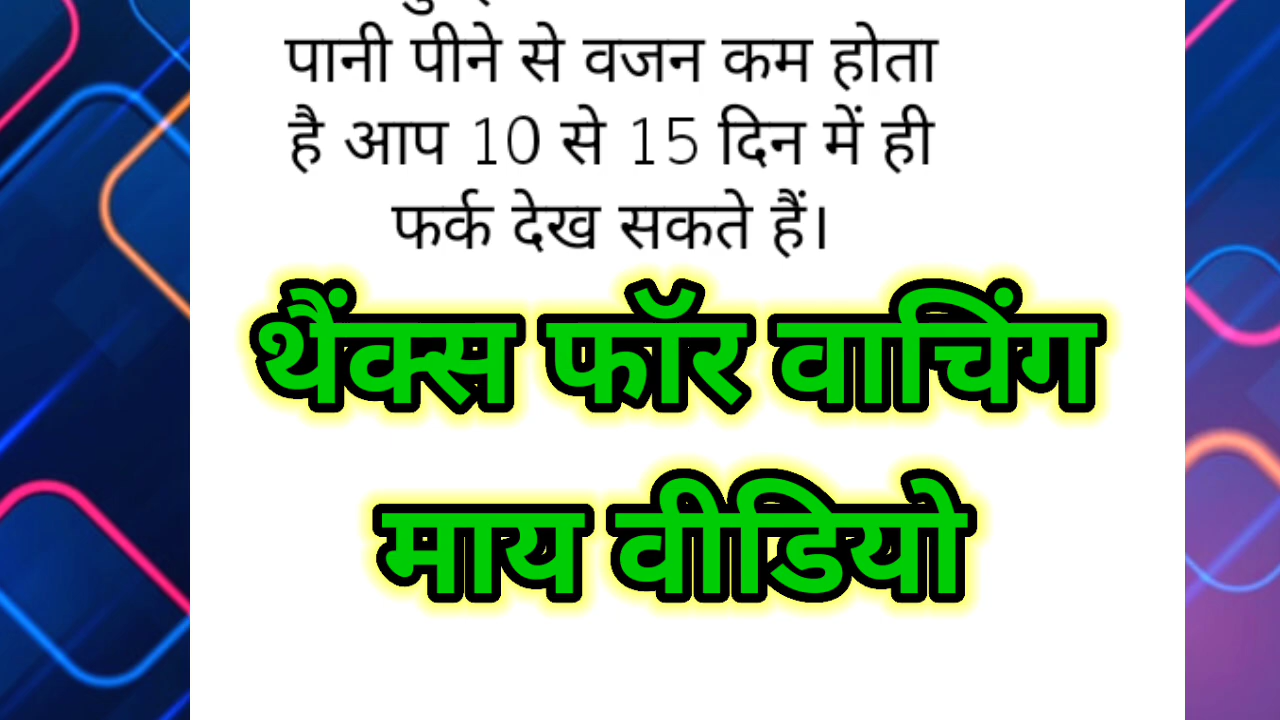 पानी पीने से वजन कम होता
है आप 10 से 15 दिन में ही
फर्क देख सकते हैं।
थैंक्स फॉर वाचिंग
माय वीडियो